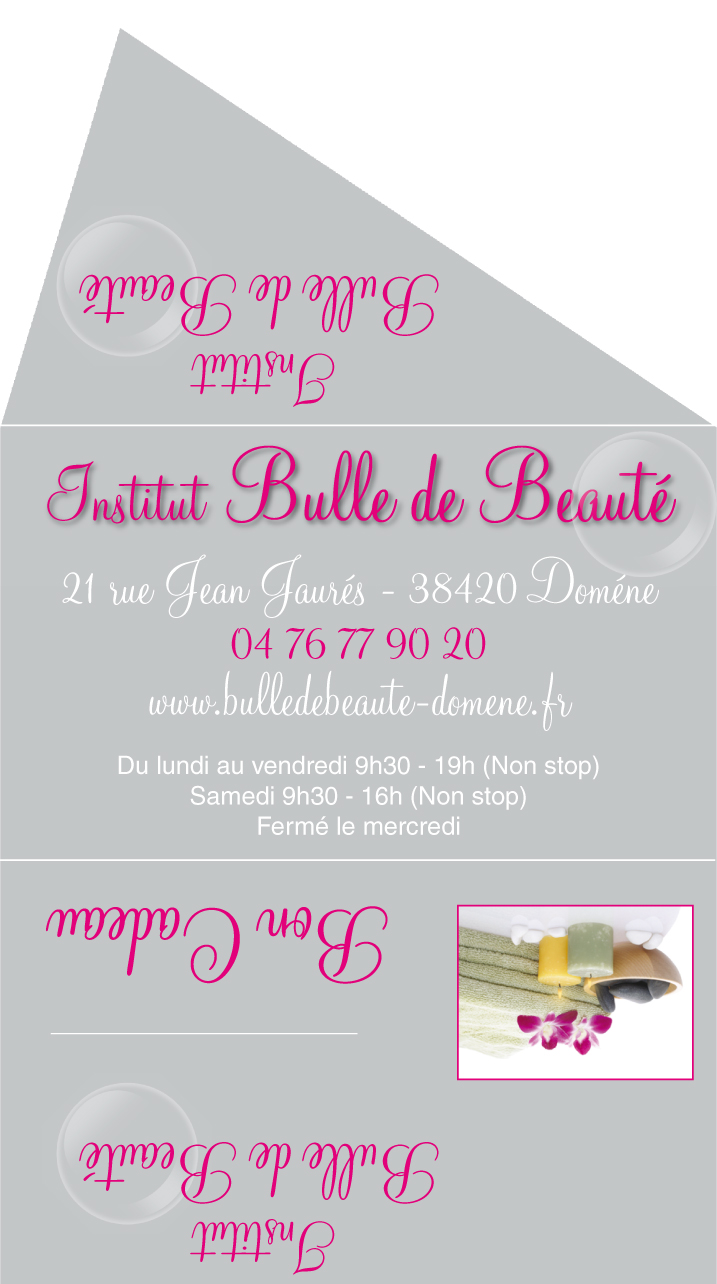 Institut
Bulle de Beauté
Institut Bulle de Beauté
21 rue Jean Jaurés - 38420 Doméne
04 76 77 90 20
www.bulledebeaute-domene.fr
Du lundi au vendredi 9h30 - 19h (Non stop)
Samedi 9h30 - 16h (Non stop)
Fermé le mercredi
Institut
Bulle de Beauté
Bon Cadeau